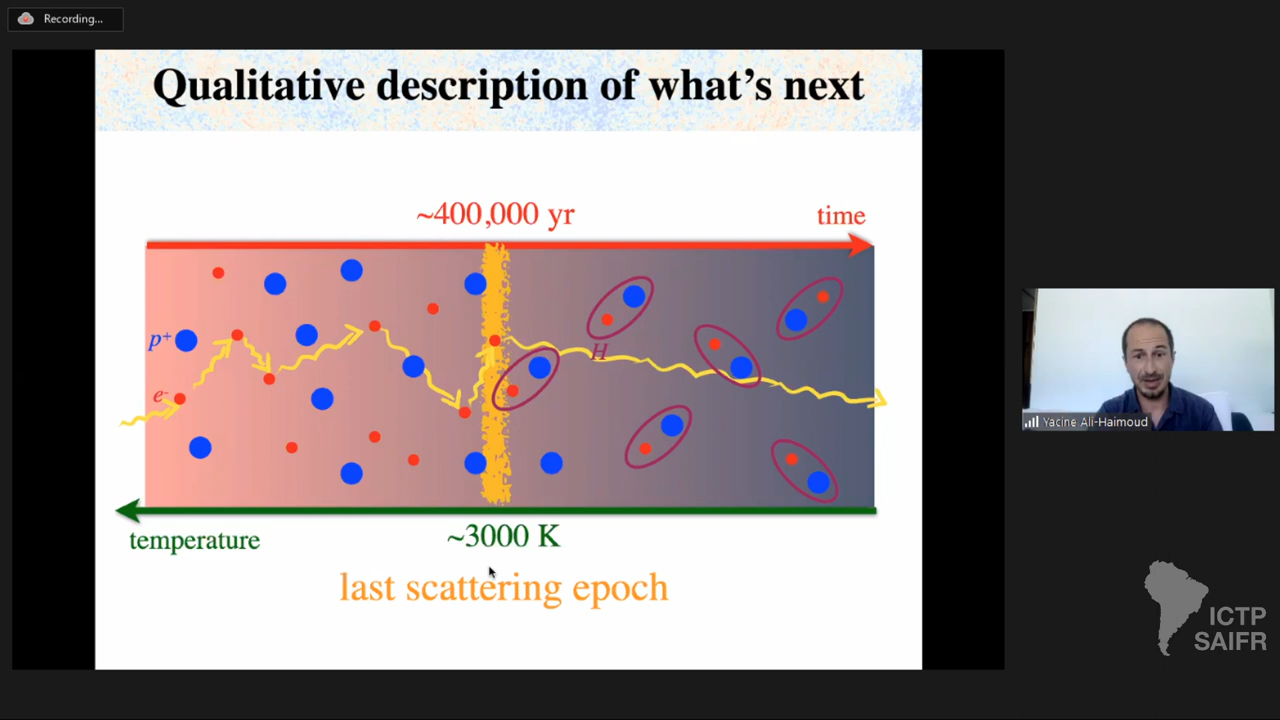 Recording...
Qualitative description of what's next
~400,000 yr
time
p+
e-
H
temperature
~3000 K
last scattering epoch
Yacine Ali-Haimoud
ICTP
SAIFR